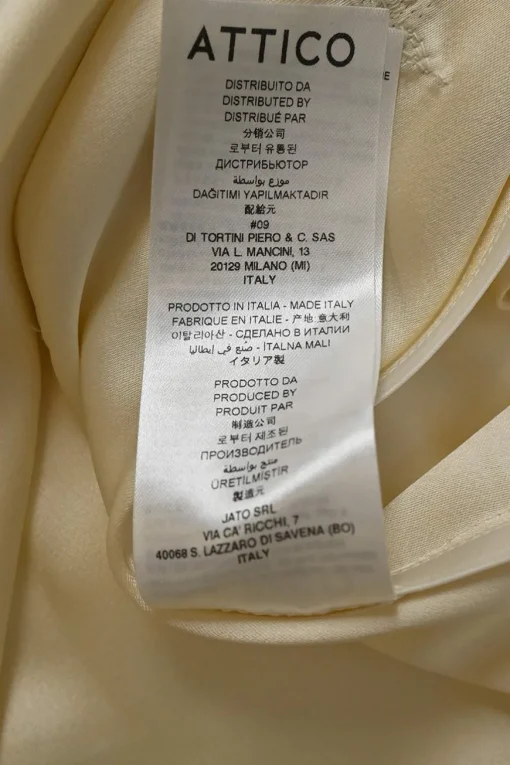 ATTICO
DISTRIBUITO DA
DISTRIBUTED BY
DISTRIBUÉ PAR
分销公司
로부터 유통된
ДИСТРИБЬЮТОР
موزع بواسطة
DAĞITIMI YAPILMAKTADIR
配給元
#09
DI TORTINI PIERO & C. SAS
VIA L. MANCINI, 13
20129 MILANO (MI)
ITALY
PRODOTTO IN ITALIA - MADE ITALY
FABRIQUE EN ITALIE - 产地 意大利
이탈리아산 - СДЕЛАНО В ИТАЛИИ
صنع في إيطاليا - ITALNA MALI
イタリア製
PRODOTTO DA
PRODUCED BY
PRODUIT PAR
制造公司
로부터 제조된
ПРОИЗВОДИТЕЛЬ
منتج بواسطة
ÜRETİLMİŞTİR
製造元
JATO SRL
VIA CA' RICCHI, 7
40068 S. LAZZARO DI SAVENA (BO)
ITALY